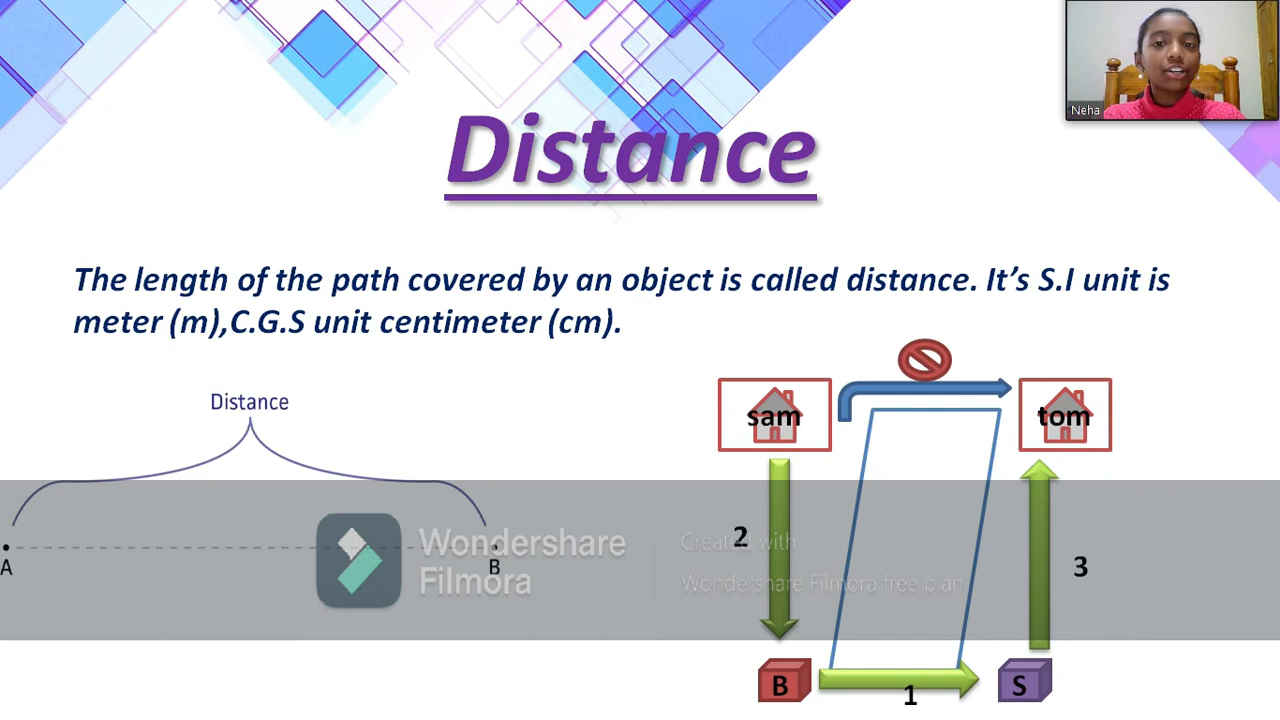 Neha
Distance
The length of the path covered by an object is called distance. It’s S.I unit is
meter (m),C.G.S unit centimeter (cm).
Distance
sam
tom
2
3
A
B
Wondershare
Filmora
Created with
Wondershare Filmora free plan
B
1
S